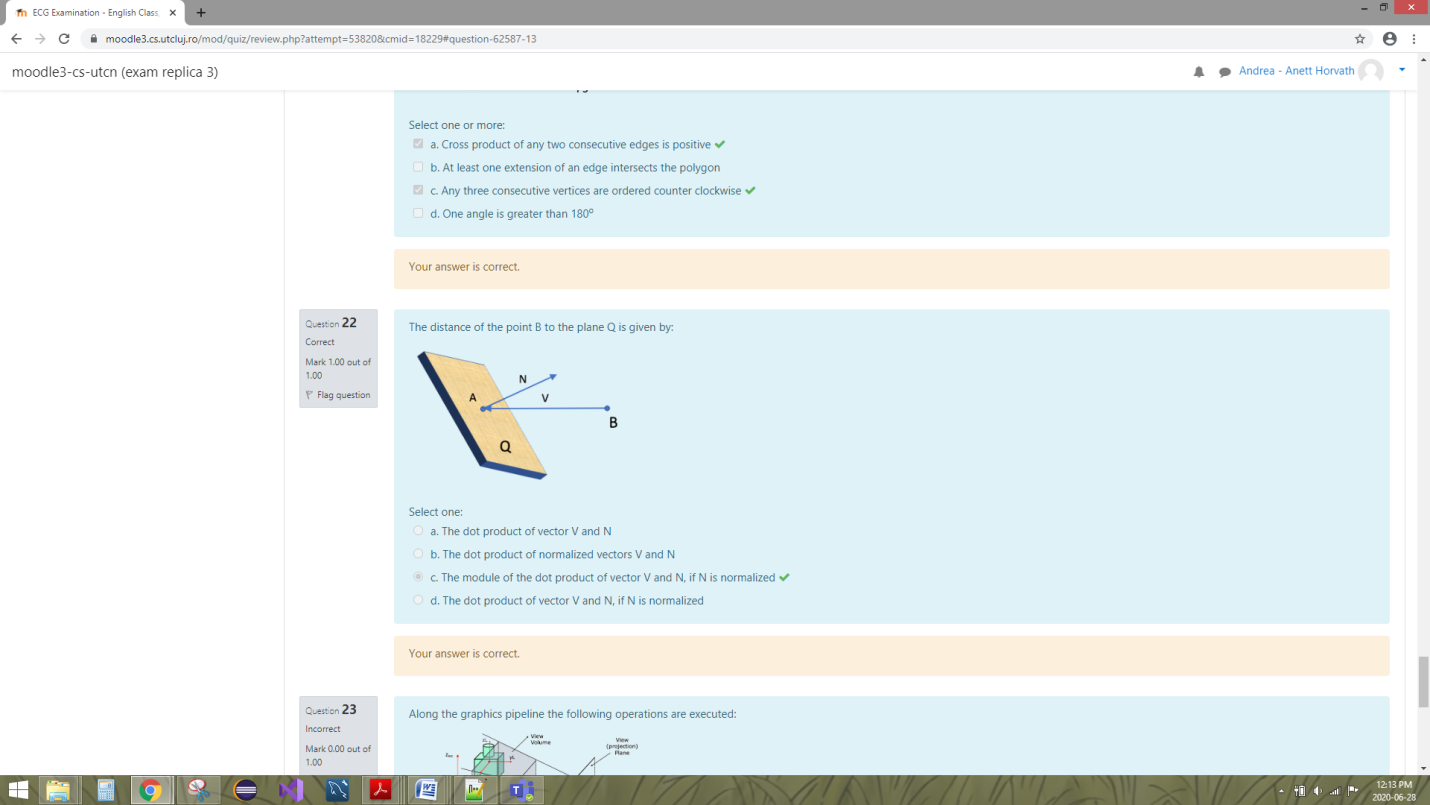 ECG Examination - English Class
moodle3.cs.utcluj.ro/mod/quiz/review.php?attempt=53820&cmid=18229#question-62587-13
moodle3-cs-utcn (exam replica 3)
Andrea - Anett Horvath
Select one or more:
a. Cross product of any two consecutive edges is positive
b. At least one extension of an edge intersects the polygon
c. Any three consecutive vertices are ordered counter clockwise
d. One angle is greater than 180º
Your answer is correct.
Question 22
Correct
Mark 1.00 out of
1.00
Flag question
The distance of the point B to the plane Q is given by:
N
A
V
B
Q
Select one:
a. The dot product of vector V and N
b. The dot product of normalized vectors V and N
c. The module of the dot product of vector V and N, if N is normalized
d. The dot product of vector V and N, if N is normalized
Your answer is correct.
Question 23
Incorrect
Mark 0.00 out of
1.00
Along the graphics pipeline the following operations are executed:
View
Volume
View
(projection)
Plane
12:13 PM
2020-06-28